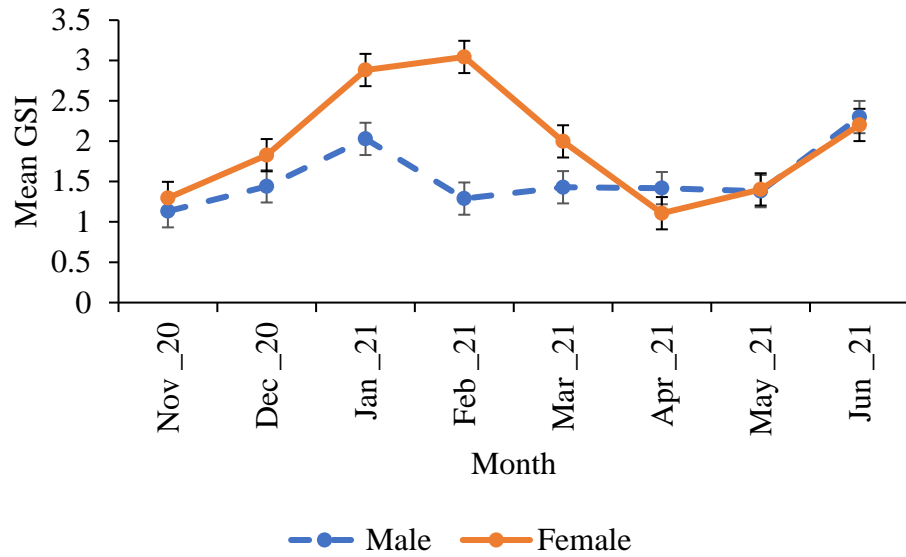 3.5
3
2.5
2
1.5
1
0.5
0
Mean GSI
Nov_20
Dec_20
Jan_21
Feb_21
Mar_21
Apr_21
May_21
Jun_21
Month
Male
Female